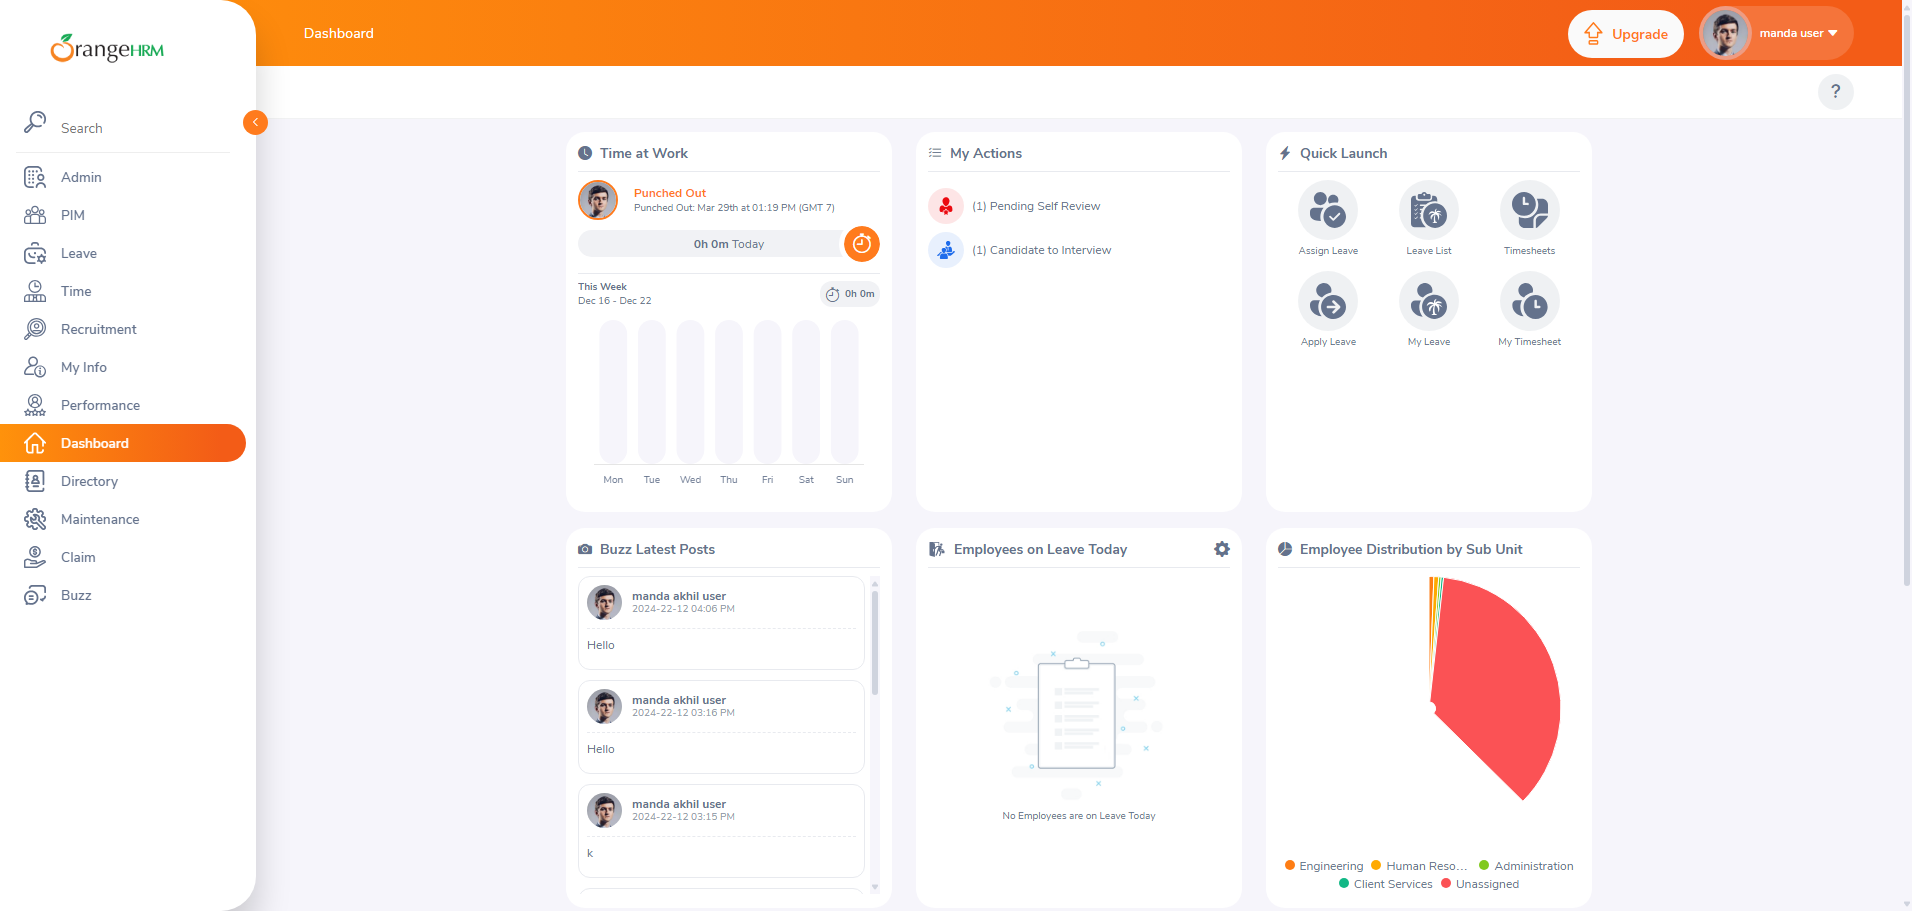 OrangeHRM
Dashboard
Upgrade
manda user
?
Search
Admin
PIM
Leave
Time
Recruitment
My Info
Performance
Dashboard
Directory
Maintenance
Claim
Buzz
Time at Work
Punched Out
Punched Out: Mar 29th at 01:19 PM (GMT 7)
0h 0m Today
This Week
Dec 16 - Dec 22
0h 0m
Mon Tue Wed Thu Fri Sat Sun
My Actions
(1) Pending Self Review
(1) Candidate to Interview
Quick Launch
Assign Leave Leave List Timesheets
Apply Leave My Leave My Timesheet
Buzz Latest Posts
manda akhil user
2024-22-12 04:06 PM
Hello
manda akhil user
2024-22-12 03:16 PM
Hello
manda akhil user
2024-22-12 03:15 PM
k
Employees on Leave Today
No Employees are on Leave Today
Employee Distribution by Sub Unit
Engineering Human Reso... Administration
Client Services Unassigned